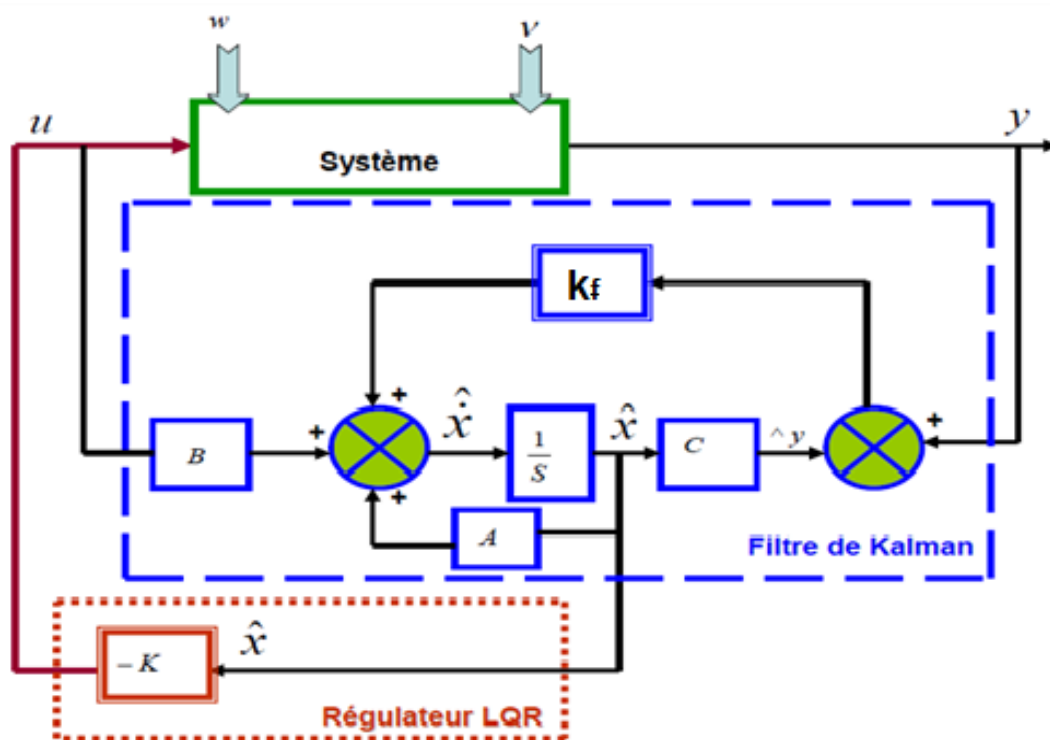 w v
u y
Système
kf
+
+ ẋ̂ x̂ +
B 1/S C ^y
+
A
Filtre de Kalman
x̂
−K
Régulateur LQR